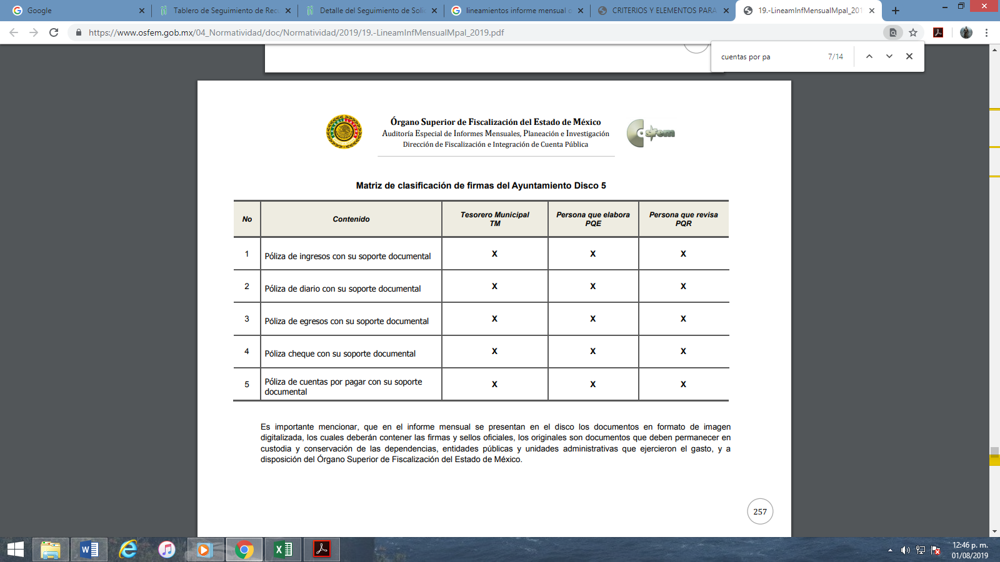 Google
Tablero de Seguimiento de Recu
Detalle del Seguimiento de Solic
lineamientos informe mensual o
CRITERIOS Y ELEMENTOS PARA
19.-LineamInfMensualMpal_201
https://www.osfem.gob.mx/04_Normatividad/doc/Normatividad/2019/19.-LineamInfMensualMpal_2019.pdf
cuentas por pa
7/14
Órgano Superior de Fiscalización del Estado de México
Auditoría Especial de Informes Mensuales, Planeación e Investigación
Dirección de Fiscalización e Integración de Cuenta Pública
osfem
Matriz de clasificación de firmas del Ayuntamiento Disco 5
No Contenido Tesorero Municipal TM Persona que elabora PQE Persona que revisa PQR
1 Póliza de ingresos con su soporte documental X X X
2 Póliza de diario con su soporte documental X X X
3 Póliza de egresos con su soporte documental X X X
4 Póliza cheque con su soporte documental X X X
5 Póliza de cuentas por pagar con su soporte documental X X X
Es importante mencionar, que en el informe mensual se presentan en el disco los documentos en formato de imagen
digitalizada, los cuales deberán contener las firmas y sellos oficiales, los originales son documentos que deben permanecer en
custodia y conservación de las dependencias, entidades públicas y unidades administrativas que ejercieron el gasto, y a
disposición del Órgano Superior de Fiscalización del Estado de México.
257
12:46 p. m.
01/08/2019